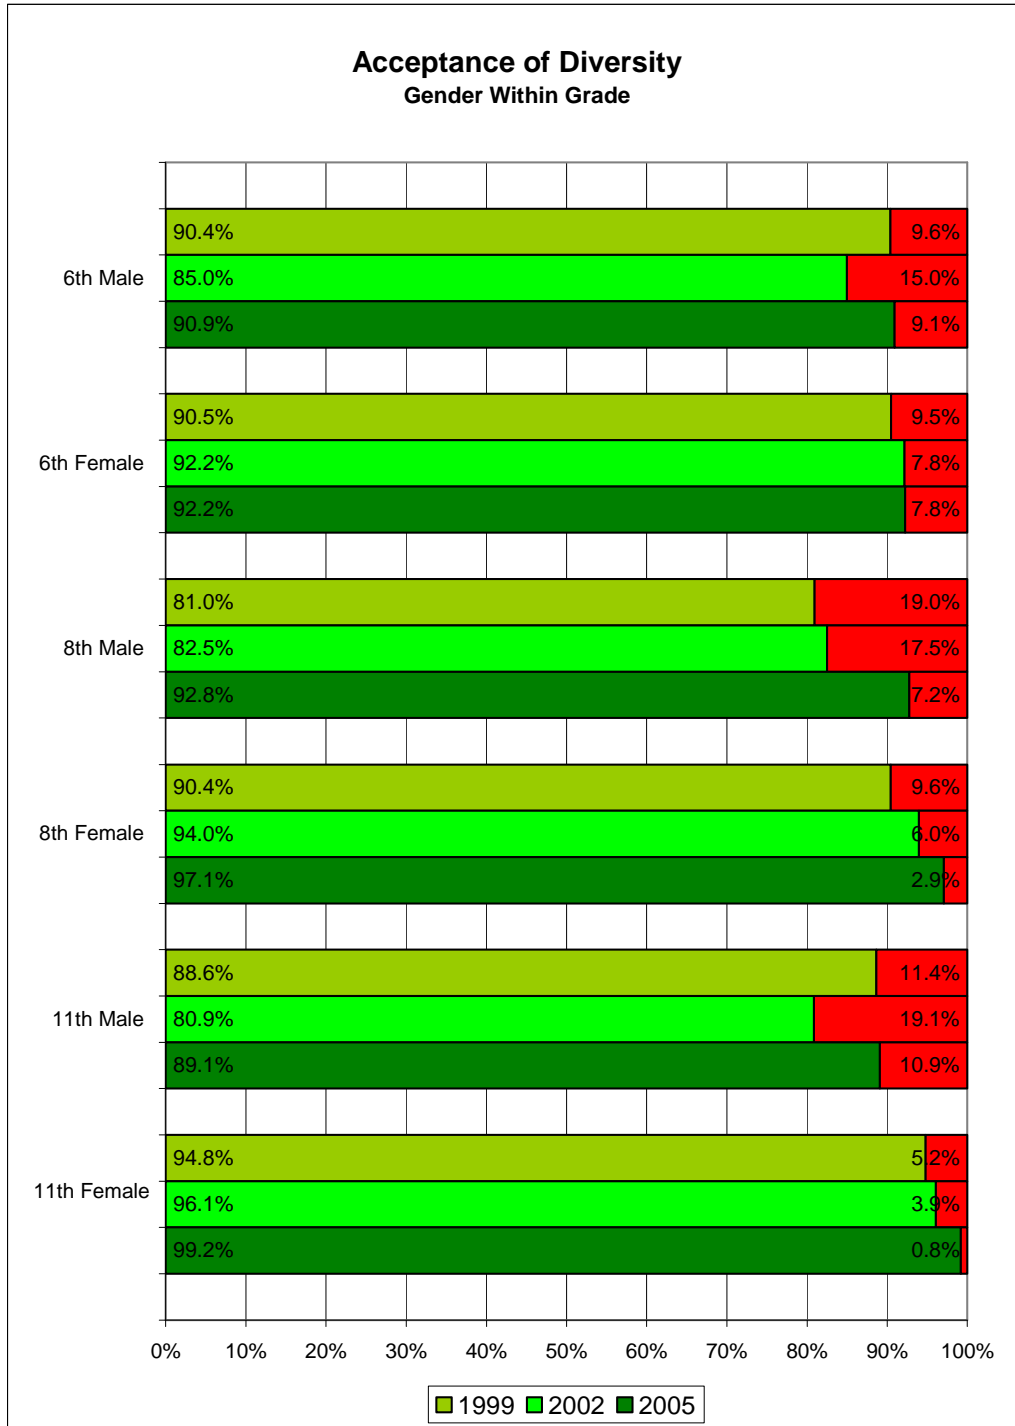 Acceptance of Diversity
Gender Within Grade
90.4% 9.6%
6th Male 85.0% 15.0%
90.9% 9.1%
90.5% 9.5%
6th Female 92.2% 7.8%
92.2% 7.8%
81.0% 19.0%
8th Male 82.5% 17.5%
92.8% 7.2%
90.4% 9.6%
8th Female 94.0% 6.0%
97.1% 2.9%
88.6% 11.4%
11th Male 80.9% 19.1%
89.1% 10.9%
94.8% 5.2%
11th Female 96.1% 3.9%
99.2% 0.8%
0% 10% 20% 30% 40% 50% 60% 70% 80% 90% 100%
1999 2002 2005